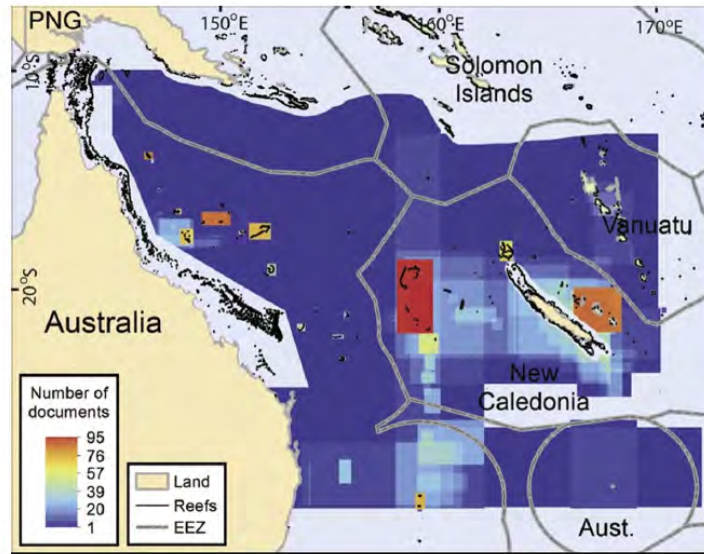 PNG
150°E
160°E
170°E
10°S
Solomon
Islands
Vanuatu
20°S
Australia
New
Caledonia
Number of
documents
95
76
57
39
20
1
Land
Reefs
EEZ
Aust.